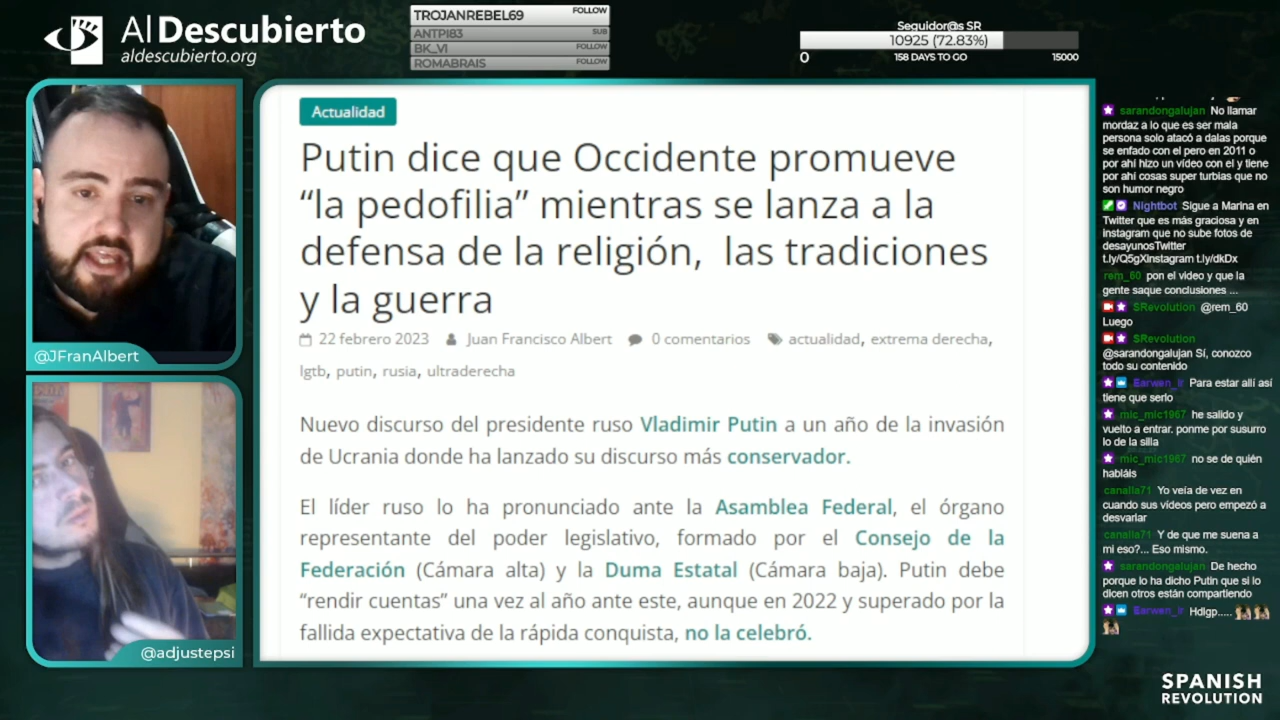 Al Descubierto
aldescubierto.org
TROJANREBEL69 FOLLOW
ANTPI83 SUB
BK_VI FOLLOW
ROMABRAIS FOLLOW
Seguidor@s SR
10925 (72.83%)
0 158 DAYS TO GO 15000
@JFranAlbert
@adjustepsi
Actualidad
Putin dice que Occidente promueve
“la pedofilia” mientras se lanza a la
defensa de la religión, las tradiciones
y la guerra
22 febrero 2023 Juan Francisco Albert 0 comentarios actualidad, extrema derecha,
lgtb, putin, rusia, ultraderecha
Nuevo discurso del presidente ruso Vladimir Putin a un año de la invasión
de Ucrania donde ha lanzado su discurso más conservador.
El líder ruso lo ha pronunciado ante la Asamblea Federal, el órgano
representante del poder legislativo, formado por el Consejo de la
Federación (Cámara alta) y la Duma Estatal (Cámara baja). Putin debe
“rendir cuentas” una vez al año ante este, aunque en 2022 y superado por la
fallida expectativa de la rápida conquista, no la celebró.
sarandongalujan No llamar
mordaz a lo que es ser mala
persona solo atacó a dalas porque
se enfado con el pero en 2011 o
por ahí hizo un vídeo con el y tiene
por ahí cosas super turbias que no
son humor negro
Nightbot Sigue a Marina en
Twitter que es más graciosa y en
instagram que no sube fotos de
desayunosTwitter
t.ly/Q5gXInstagram t.ly/dkDx
rem_60 pon el video y que la
gente saque conclusiones ...
SRevolution @rem_60
Luego
SRevolution
@sarandongalujan Sí, conozco
todo su contenido
Earwen_ir Para estar allí así
tiene que serlo
mic_mic1967 he salido y
vuelto a entrar. ponme por susurro
lo de la silla
mic_mic1967 no se de quién
habláis
canalla71 Yo veía de vez en
cuando sus vídeos pero empezó a
desvarlar
canalla71 Y de que me suena a
mi eso?... Eso mismo.
sarandongalujan De hecho
porque lo ha dicho Putin que si lo
dicen otros están compartiendo
Earwen_ir Hdlgp.....
SPANISH
REVOLUTION